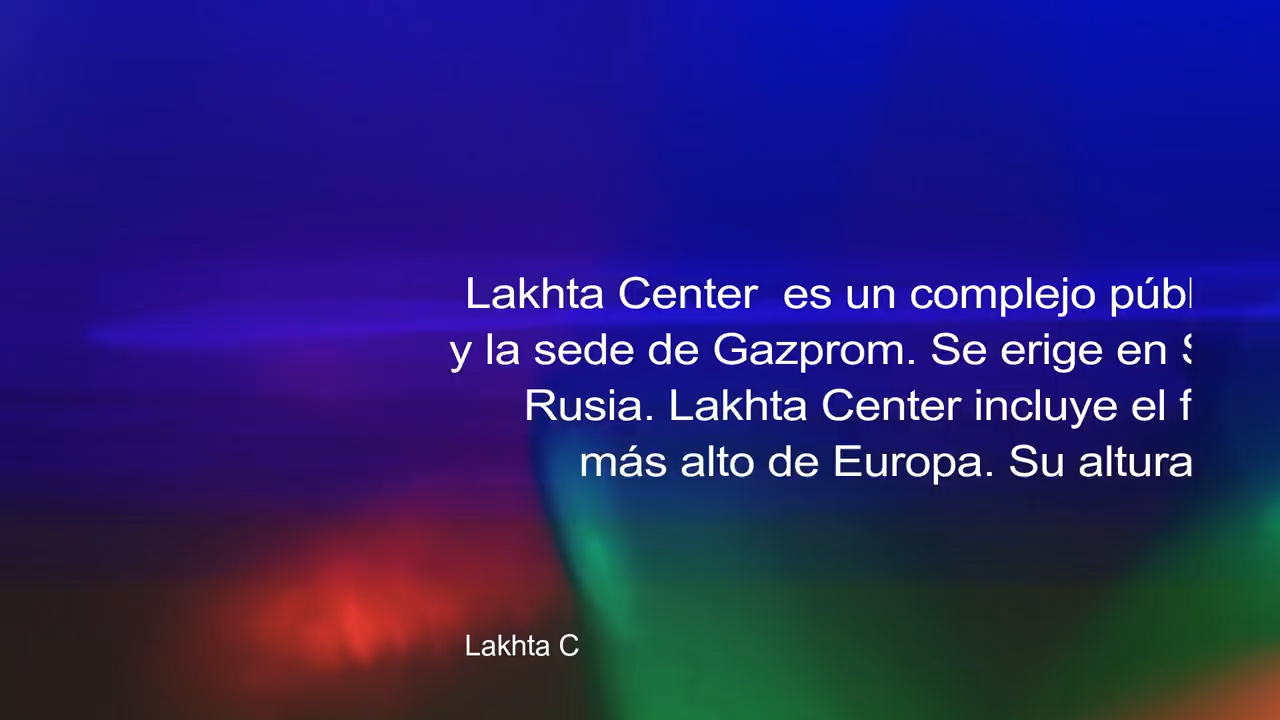 Lakhta Center  es un complejo públ
y la sede de Gazprom. Se erige en
Rusia. Lakhta Center incluye el f
más alto de Europa. Su altura
Lakhta C